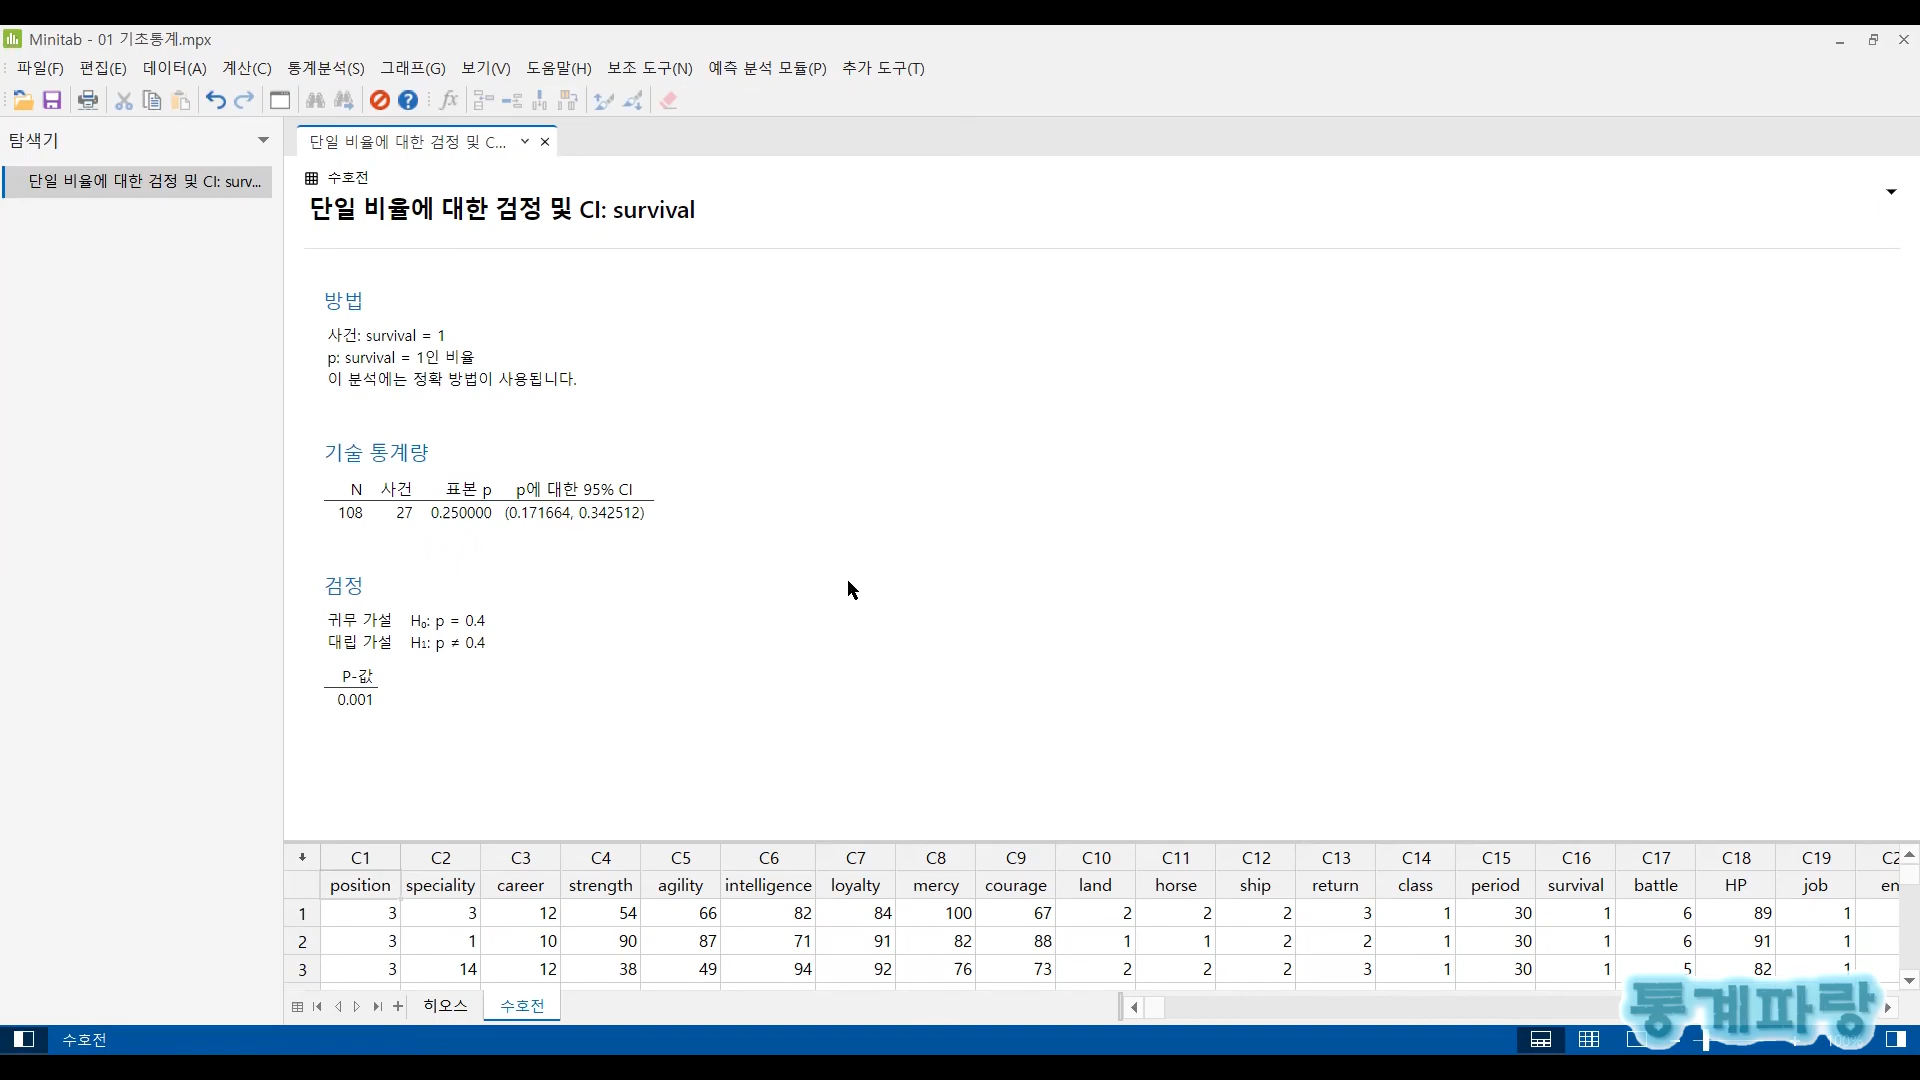 Minitab - 01 기초통계.mpx
파일(F) 편집(E) 데이터(A) 계산(C) 통계분석(S) 그래프(G) 보기(V) 도움말(H) 보조 도구(N) 예측 분석 모듈(P) 추가 도구(T)
탐색기
단일 비율에 대한 검정 및 C...
단일 비율에 대한 검정 및 CI: surv...
수호전
단일 비율에 대한 검정 및 CI: survival
방법
사건: survival = 1
p: survival = 1인 비율
이 분석에는 정확 방법이 사용됩니다.
기술 통계량
N 사건 표본 p p에 대한 95% CI
108 27 0.250000 (0.171664, 0.342512)
검정
귀무 가설 H₀: p = 0.4
대립 가설 H₁: p ≠ 0.4
P-값
0.001
C1 C2 C3 C4 C5 C6 C7 C8 C9 C10 C11 C12 C13 C14 C15 C16 C17 C18 C19 C2
position speciality career strength agility intelligence loyalty mercy courage land horse ship return class period survival battle HP job en
1 3 3 12 54 66 82 84 100 67 2 2 2 3 1 30 1 6 89 1
2 3 1 10 90 87 71 91 82 88 1 1 2 2 1 30 1 6 91 1
3 3 14 12 38 49 94 92 76 73 2 2 2 3 1 30 1 5 82 1
히오스 수호전
통계파랑
수호전